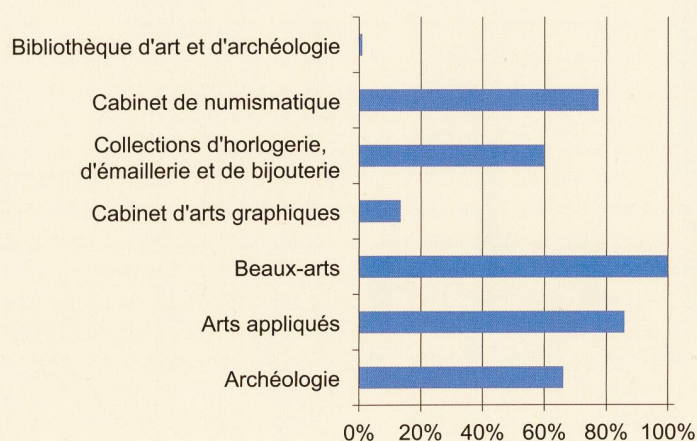 Bibliothèque d'art et d'archéologie
Cabinet de numismatique
Collections d'horlogerie,
d'émaillerie et de bijouterie
Cabinet d'arts graphiques
Beaux-arts
Arts appliqués
Archéologie
0% 20% 40% 60% 80% 100%